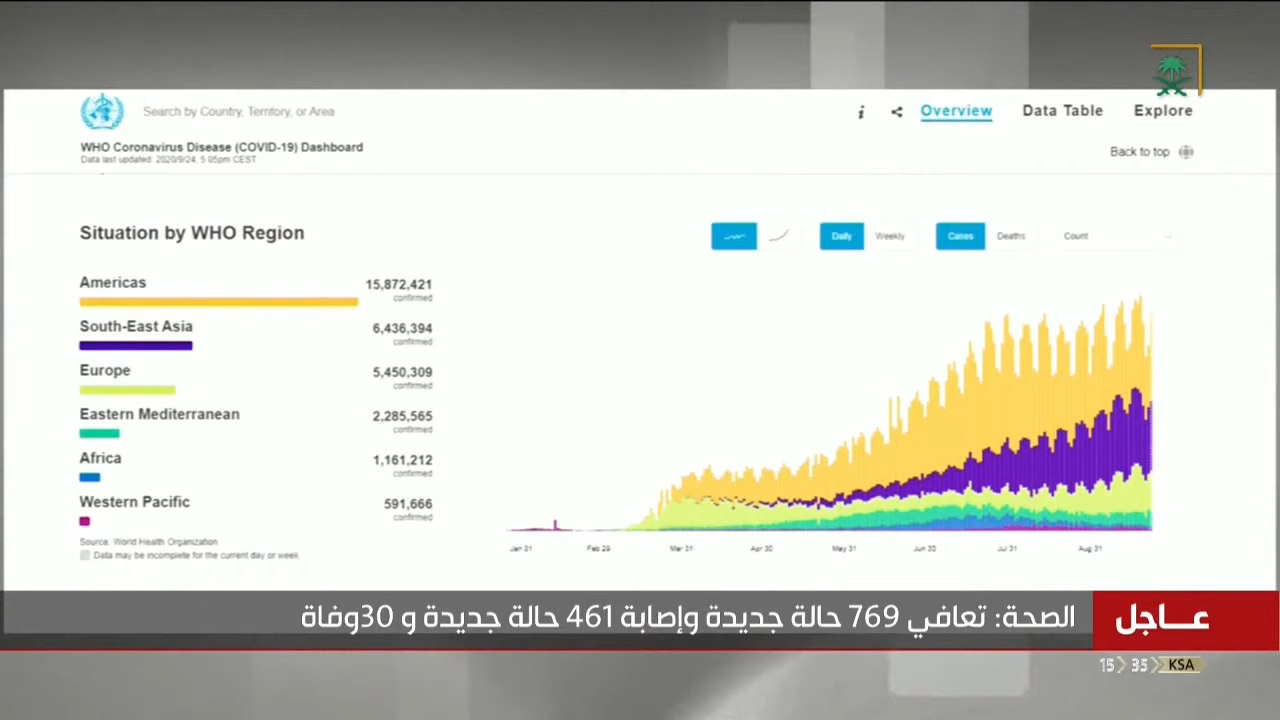 Search by Country, Territory, or Area
i
Overview
Data Table
Explore
WHO Coronavirus Disease (COVID-19) Dashboard
Data last updated: 2020/9/24, 5:05pm CEST
Back to top
Situation by WHO Region
Daily
Weekly
Cases
Deaths
Count
Americas
15,872,421
confirmed
South-East Asia
6,436,394
confirmed
Europe
5,450,309
confirmed
Eastern Mediterranean
2,285,565
confirmed
Africa
1,161,212
confirmed
Western Pacific
591,666
confirmed
Source: World Health Organization
Data may be incomplete for the current day or week.
Jan 31
Feb 29
Mar 31
Apr 30
May 31
Jun 30
Jul 31
Aug 31
عاجل
الصحة: تعافي 769 حالة جديدة وإصابة 461 حالة جديدة و 30وفاة
15 35 KSA